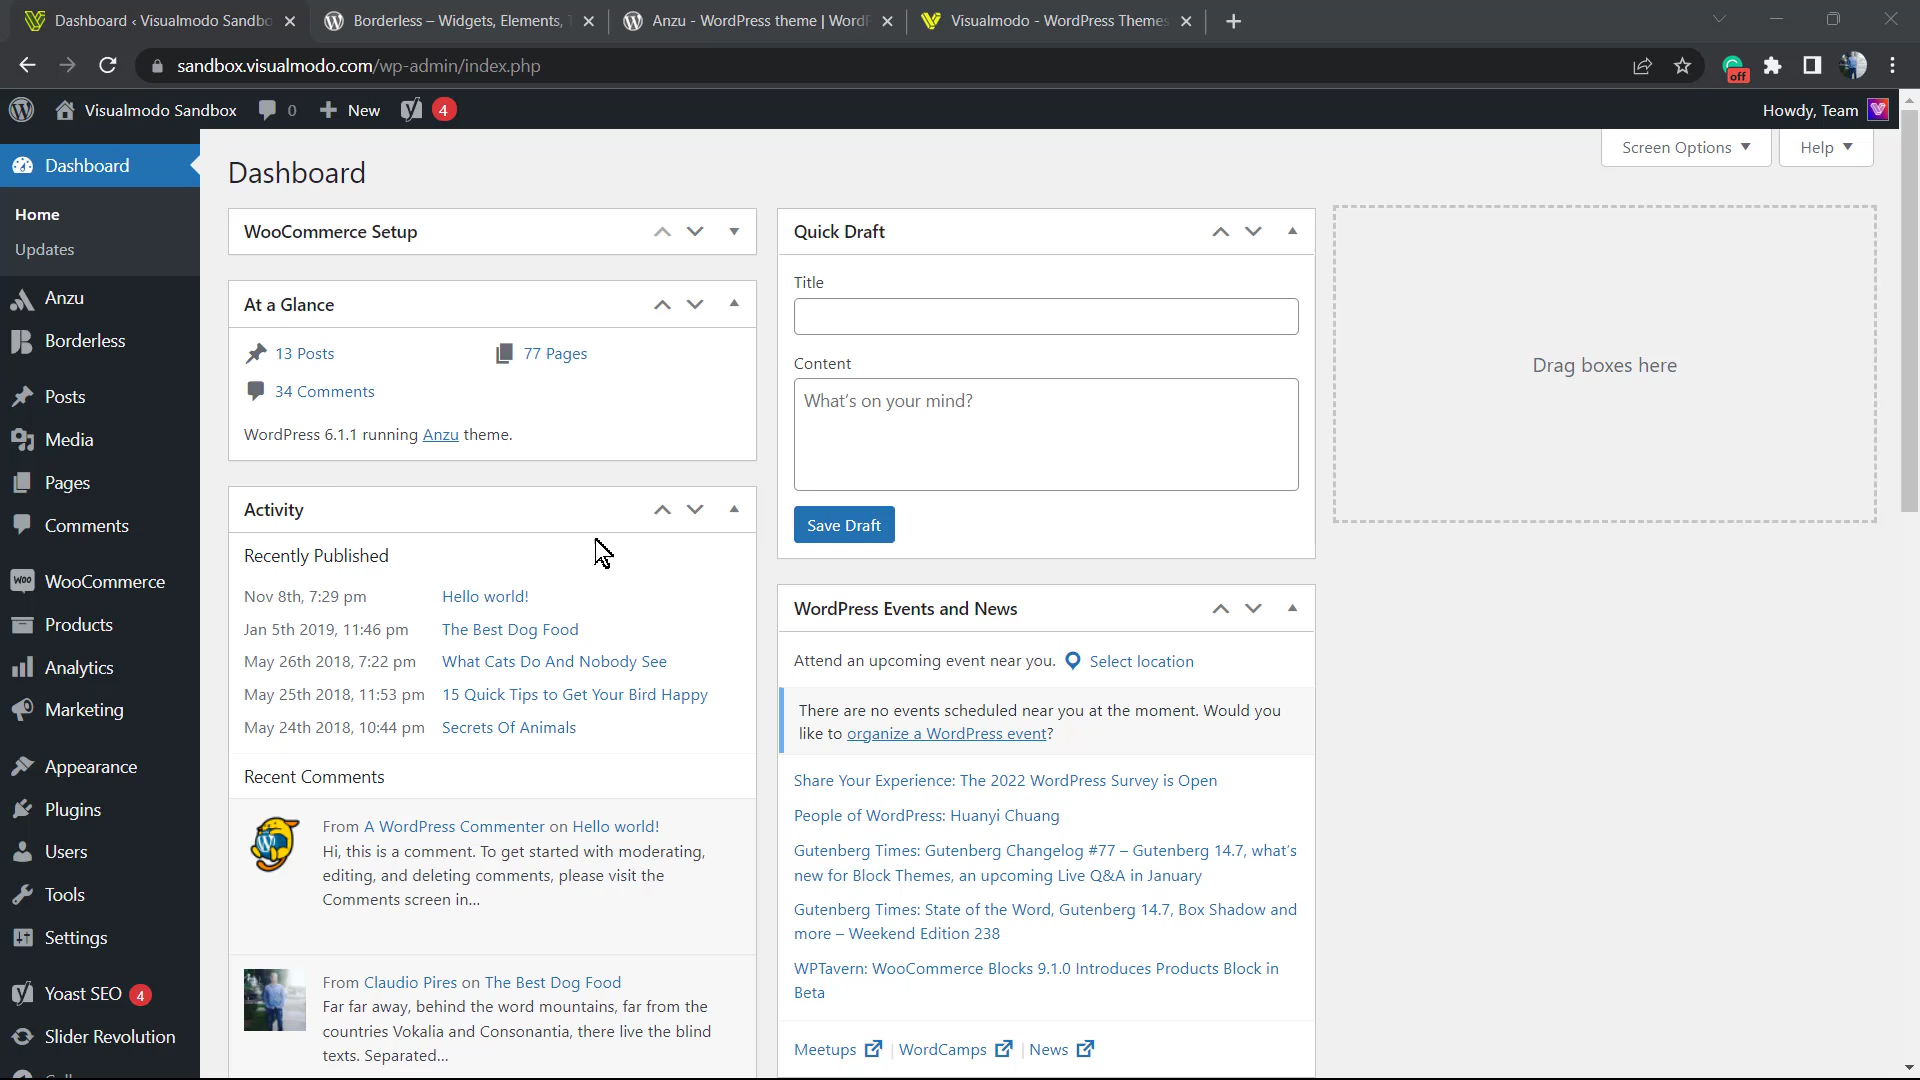 Dashboard ‹ Visualmodo Sandbo
Borderless – Widgets, Elements,
Anzu - WordPress theme | Word
Visualmodo - WordPress Themes
sandbox.visualmodo.com/wp-admin/index.php
off
Visualmodo Sandbox
0
New
4
Howdy, Team
Dashboard
Home
Updates
Anzu
Borderless
Posts
Media
Pages
Comments
WooCommerce
Products
Analytics
Marketing
Appearance
Plugins
Users
Tools
Settings
Yoast SEO 4
Slider Revolution
Screen Options
Help
Dashboard
WooCommerce Setup
At a Glance
13 Posts
77 Pages
34 Comments
WordPress 6.1.1 running Anzu theme.
Activity
Recently Published
Nov 8th, 7:29 pm Hello world!
Jan 5th 2019, 11:46 pm The Best Dog Food
May 26th 2018, 7:22 pm What Cats Do And Nobody See
May 25th 2018, 11:53 pm 15 Quick Tips to Get Your Bird Happy
May 24th 2018, 10:44 pm Secrets Of Animals
Recent Comments
From A WordPress Commenter on Hello world!
Hi, this is a comment. To get started with moderating,
editing, and deleting comments, please visit the
Comments screen in...
From Claudio Pires on The Best Dog Food
Far far away, behind the word mountains, far from the
countries Vokalia and Consonantia, there live the blind
texts. Separated...
Quick Draft
Title
Content
What's on your mind?
Save Draft
WordPress Events and News
Attend an upcoming event near you. Select location
There are no events scheduled near you at the moment. Would you
like to organize a WordPress event?
Share Your Experience: The 2022 WordPress Survey is Open
People of WordPress: Huanyi Chuang
Gutenberg Times: Gutenberg Changelog #77 – Gutenberg 14.7, what's
new for Block Themes, an upcoming Live Q&A in January
Gutenberg Times: State of the Word, Gutenberg 14.7, Box Shadow and
more – Weekend Edition 238
WPTavern: WooCommerce Blocks 9.1.0 Introduces Products Block in
Beta
Meetups | WordCamps | News
Drag boxes here